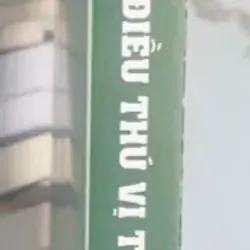 ĐIỀU THÚ VỊ T